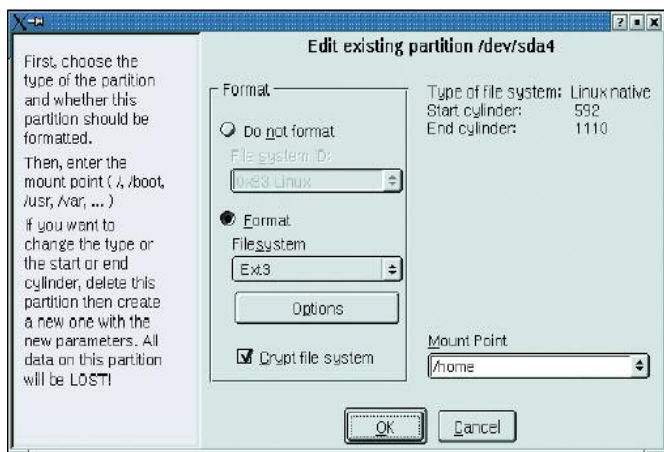 Edit existing partition /dev/sda4
First, choose the
type of the partition
and whether this
partition should be
formatted.
Then, enter the
mount point ( /, /boot,
/usr, /var, ... )
If you want to
change the type or
the start or end
cylinder, delete this
partition then create
a new one with the
new parameters. All
data on this partition
will be LOST!
Format
Do not format
File system ID:
0x83 Linux
Format
Filesystem
Ext3
Options
Crypt file system
Type of file system: Linux native
Start cylinder: 592
End cylinder: 1110
Mount Point
/home
OK
Cancel